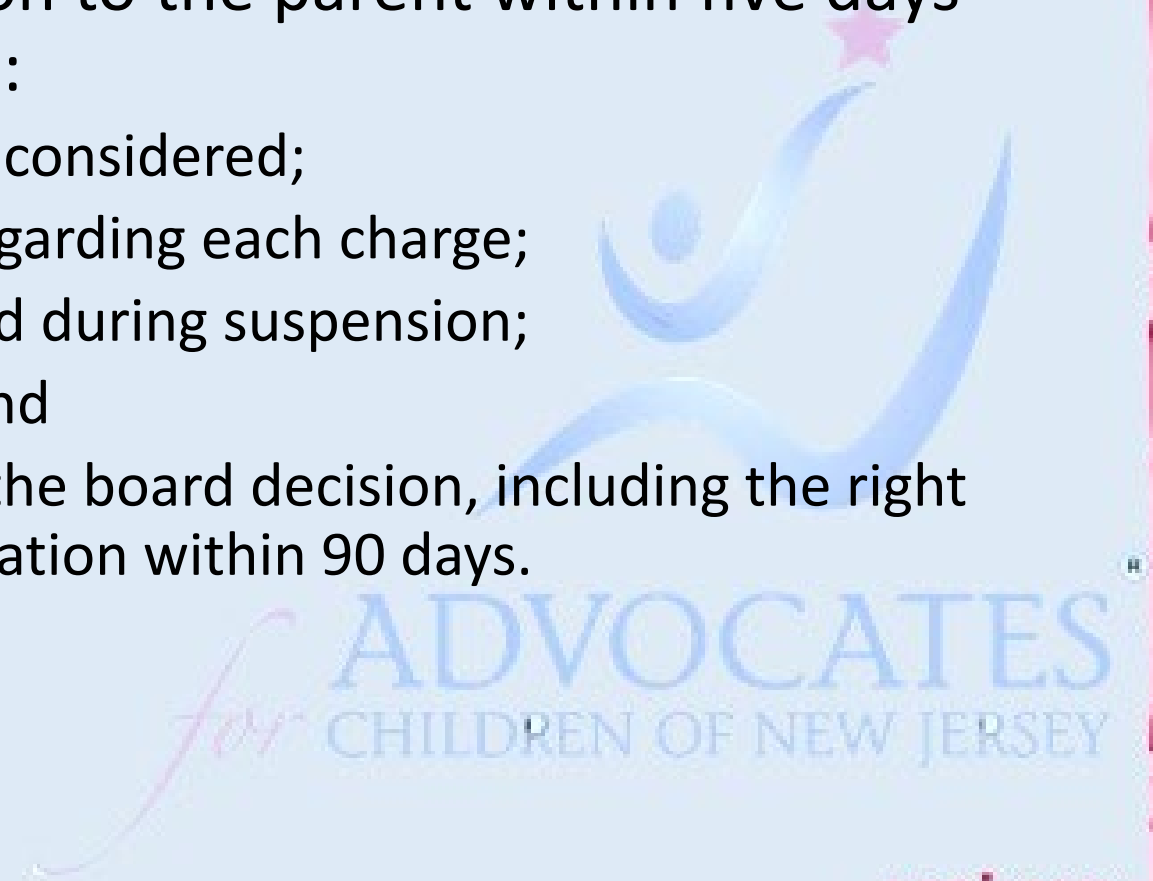 on to the parent within five days
:
considered;
garding each charge;
d during suspension;
nd
the board decision, including the right
ation within 90 days.
ADVOCATES
for CHILDREN OF NEW JERSEY